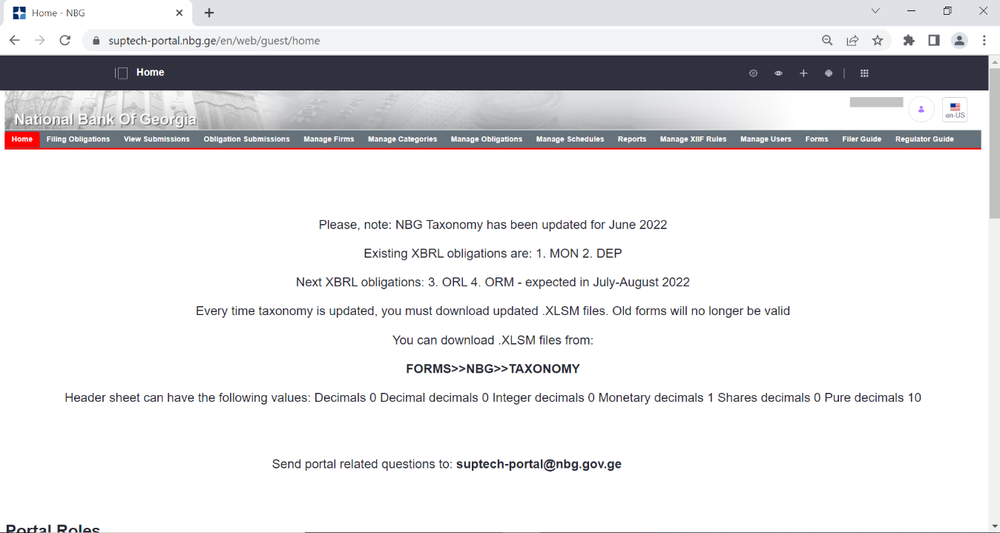 Home - NBG
suptech-portal.nbg.ge/en/web/guest/home
Home
National Bank Of Georgia
en-US
Home Filing Obligations View Submissions Obligation Submissions Manage Firms Manage Categories Manage Obligations Manage Schedules Reports Manage XIIF Rules Manage Users Forms Filer Guide Regulator Guide
Please, note: NBG Taxonomy has been updated for June 2022
Existing XBRL obligations are: 1. MON 2. DEP
Next XBRL obligations: 3. ORL 4. ORM - expected in July-August 2022
Every time taxonomy is updated, you must download updated .XLSM files. Old forms will no longer be valid
You can download .XLSM files from:
FORMS>>NBG>>TAXONOMY
Header sheet can have the following values: Decimals 0 Decimal decimals 0 Integer decimals 0 Monetary decimals 1 Shares decimals 0 Pure decimals 10
Send portal related questions to: suptech-portal@nbg.gov.ge
Portal Roles